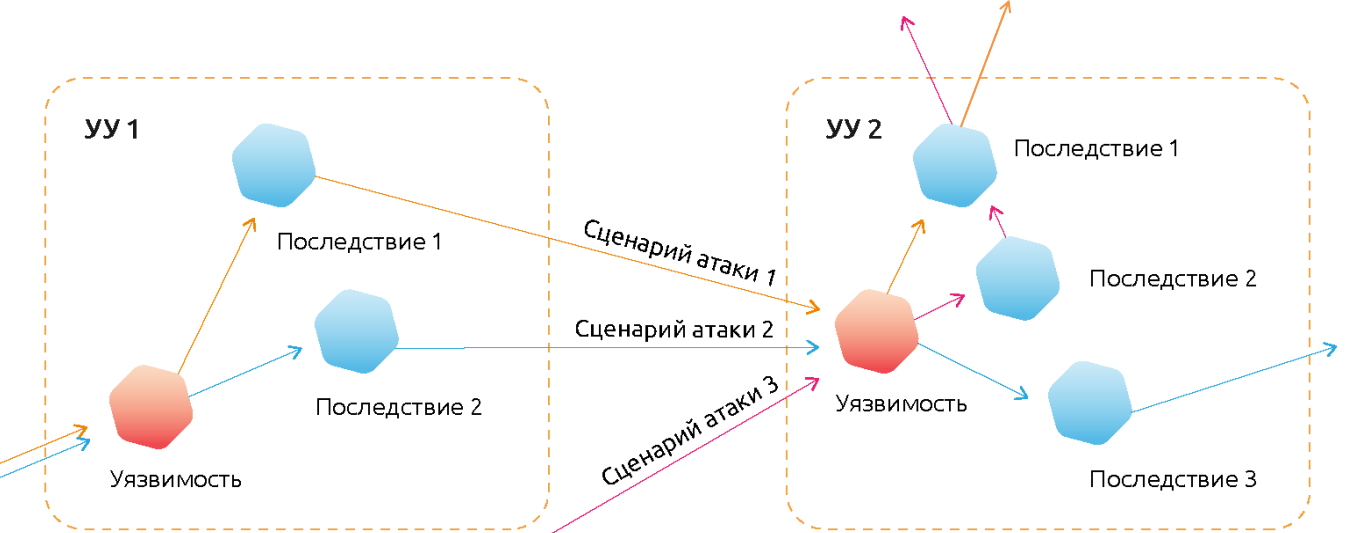 УУ 1
Последствие 1
Последствие 2
Уязвимость
Сценарий атаки 1
Сценарий атаки 2
Сценарий атаки 3
УУ 2
Последствие 1
Последствие 2
Уязвимость
Последствие 3